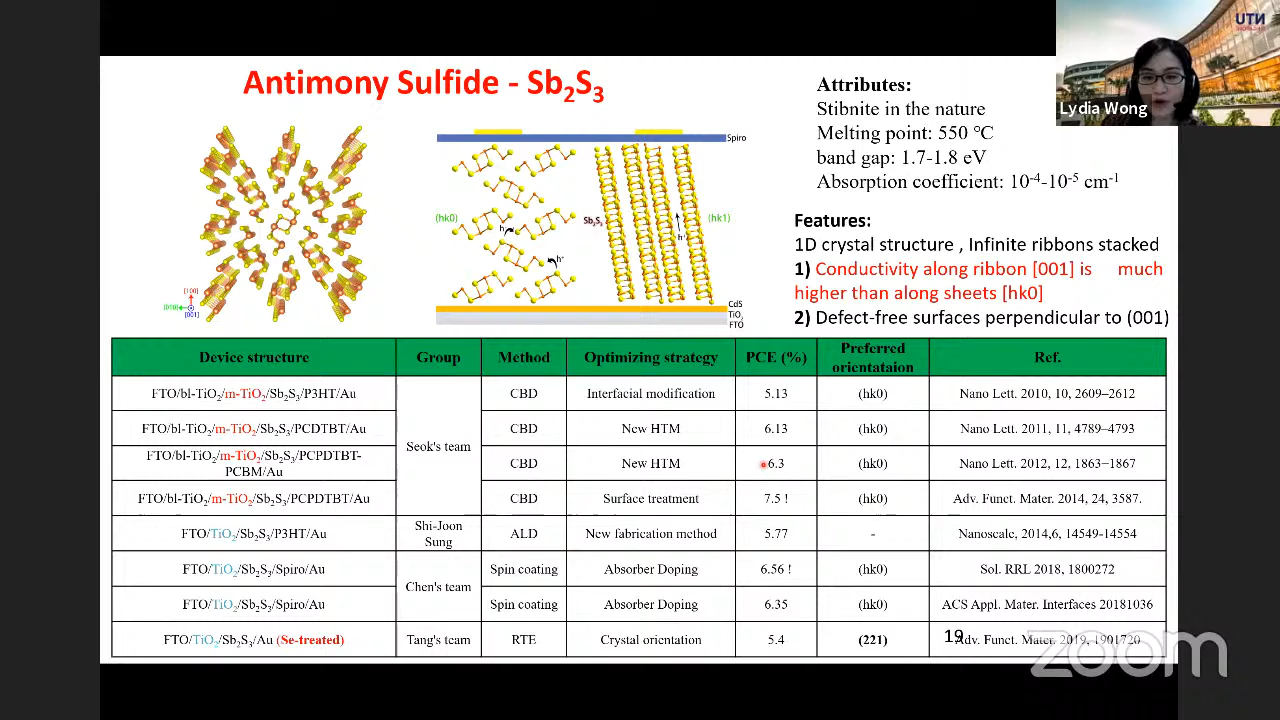 Antimony Sulfide - Sb2S3
UTN
Lydia Wong
Attributes:
Stibnite in the nature
Melting point: 550 ℃
band gap: 1.7-1.8 eV
Absorption coefficient: 10-4-10-5 cm-1
Features:
1D crystal structure , Infinite ribbons stacked
1) Conductivity along ribbon [001] is much
higher than along sheets [hk0]
2) Defect-free surfaces perpendicular to (001)
[100]
[010]
[001]
Spiro
(hk0)
Sb2S3
(hk1)
h+
h+
h+
CdS
TiO2
FTO
Device structure Group Method Optimizing strategy PCE (%) Preferred orientataion Ref.
FTO/bl-TiO2/m-TiO2/Sb2S3/P3HT/Au Seok's team CBD Interfacial modification 5.13 (hk0) Nano Lett. 2010, 10, 2609−2612
FTO/bl-TiO2/m-TiO2/Sb2S3/PCDTBT/Au CBD New HTM 6.13 (hk0) Nano Lett. 2011, 11, 4789−4793
FTO/bl-TiO2/m-TiO2/Sb2S3/PCPDTBT-PCBM/Au CBD New HTM 6.3 (hk0) Nano Lett. 2012, 12, 1863−1867
FTO/bl-TiO2/m-TiO2/Sb2S3/PCPDTBT/Au CBD Surface treatment 7.5 ! (hk0) Adv. Funct. Mater. 2014, 24, 3587.
FTO/TiO2/Sb2S3/P3HT/Au Shi-Joon Sung ALD New fabrication method 5.77 - Nanoscale, 2014,6, 14549-14554
FTO/TiO2/Sb2S3/Spiro/Au Chen's team Spin coating Absorber Doping 6.56 ! (hk0) Sol. RRL 2018, 1800272
FTO/TiO2/Sb2S3/Spiro/Au Spin coating Absorber Doping 6.35 (hk0) ACS Appl. Mater. Interfaces 20181036
FTO/TiO2/Sb2S3/Au (Se-treated) Tang's team RTE Crystal orientation 5.4 (221) Adv. Funct. Mater. 2019, 1901720
19
zoom